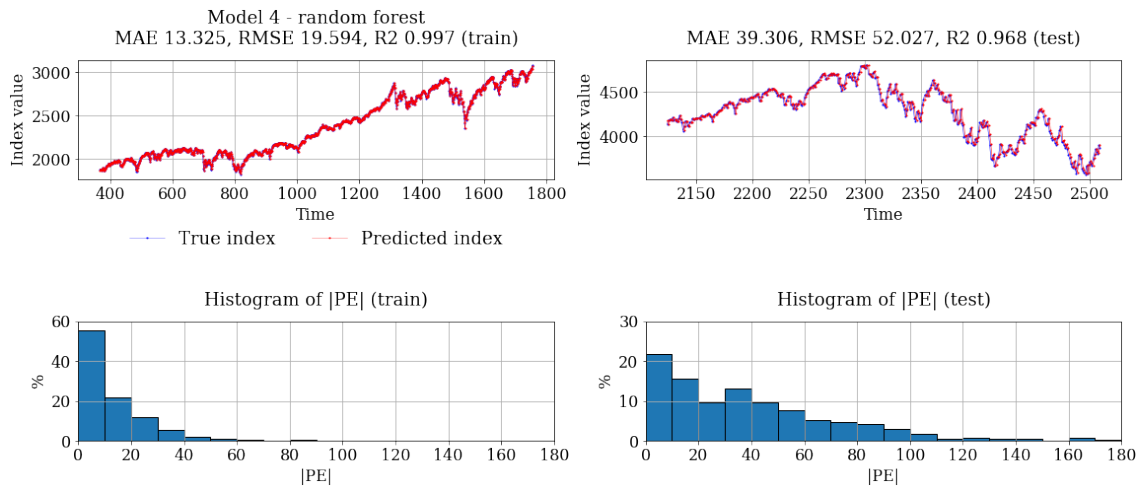 Model 4 - random forest
MAE 13.325, RMSE 19.594, R2 0.997 (train)
MAE 39.306, RMSE 52.027, R2 0.968 (test)
Index value
3000
2500
2000
400 600 800 1000 1200 1400 1600 1800
Time
Index value
4500
4000
2150 2200 2250 2300 2350 2400 2450 2500
Time
True index
Predicted index
Histogram of |PE| (train)
%
60
40
20
0
0 20 40 60 80 100 120 140 160 180
|PE|
Histogram of |PE| (test)
%
30
20
10
0
0 20 40 60 80 100 120 140 160 180
|PE|